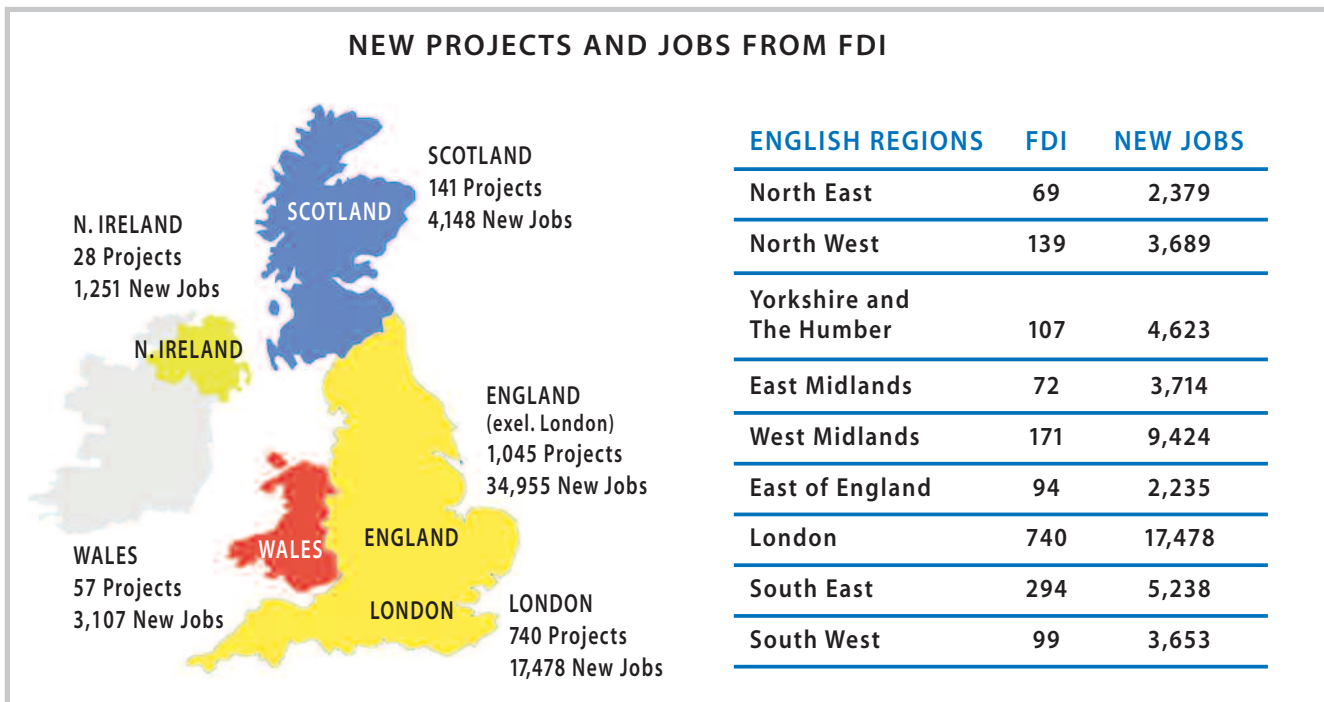 NEW PROJECTS AND JOBS FROM FDI
SCOTLAND
141 Projects
4,148 New Jobs
SCOTLAND
N. IRELAND
28 Projects
1,251 New Jobs
N. IRELAND
ENGLAND
(exel. London)
1,045 Projects
34,955 New Jobs
ENGLAND
WALES
WALES
57 Projects
3,107 New Jobs
LONDON
LONDON
740 Projects
17,478 New Jobs
ENGLISH REGIONS FDI NEW JOBS
North East 69 2,379
North West 139 3,689
Yorkshire and
The Humber 107 4,623
East Midlands 72 3,714
West Midlands 171 9,424
East of England 94 2,235
London 740 17,478
South East 294 5,238
South West 99 3,653